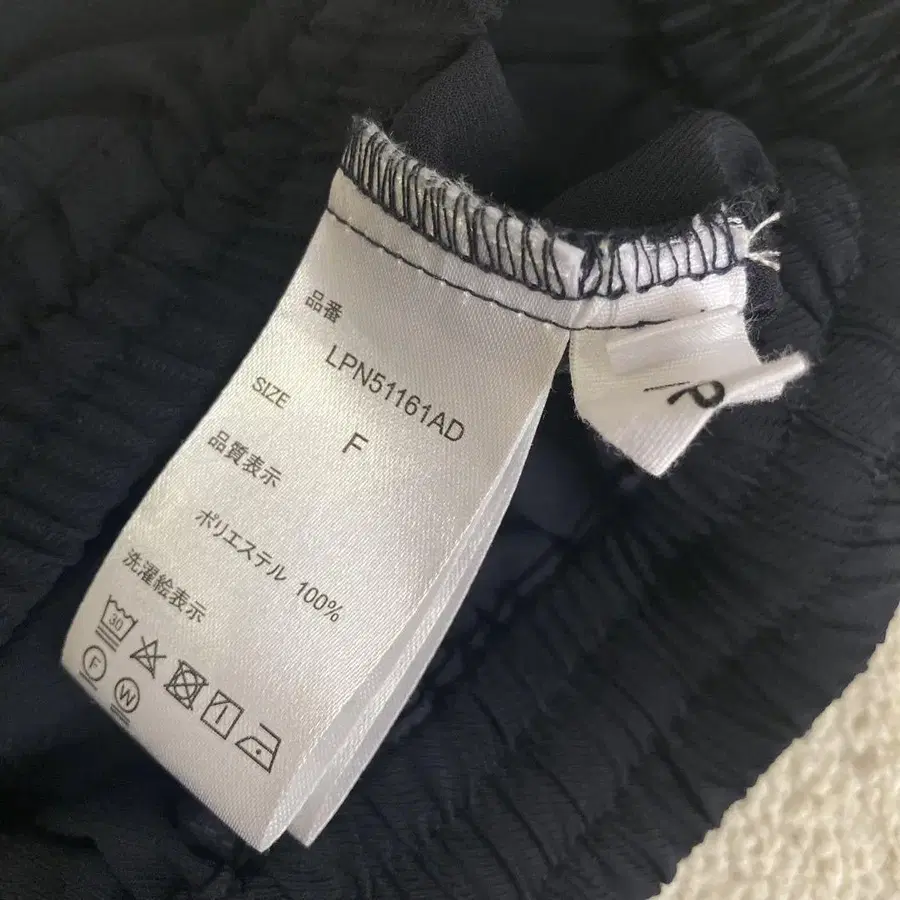 品番
LPN51161AD
SIZE
F
品質表示
ポリエステル 100%
洗濯絵表示
30
F
W